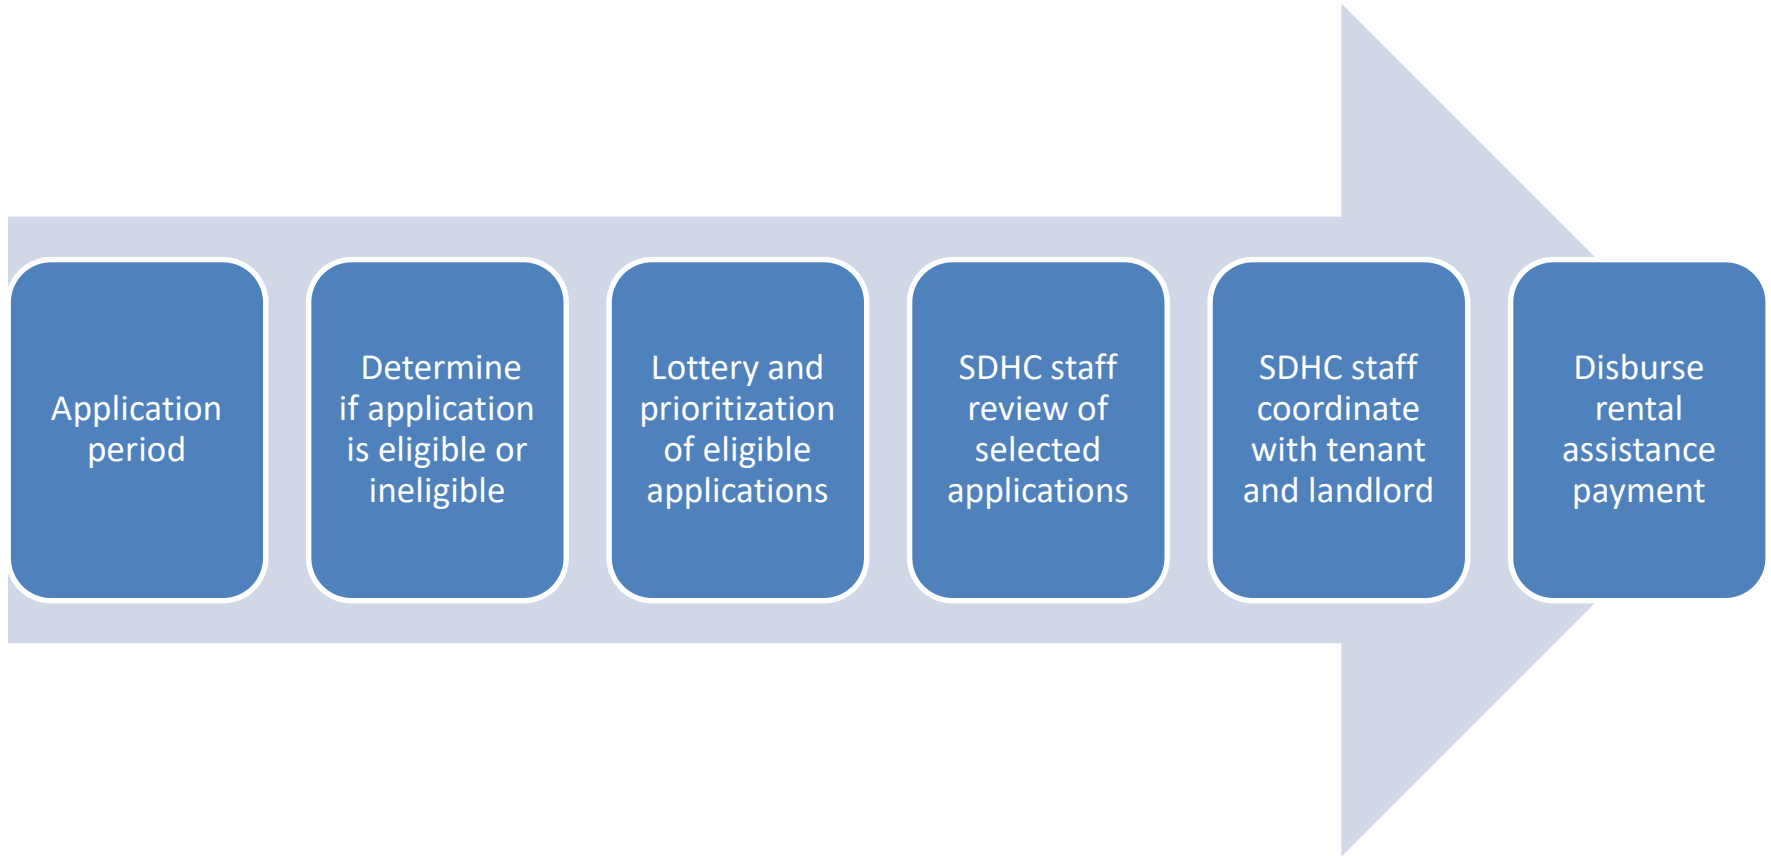 Application
period
Determine
if application
is eligible or
ineligible
Lottery and
prioritization
of eligible
applications
SDHC staff
review of
selected
applications
SDHC staff
coordinate
with tenant
and landlord
Disburse
rental
assistance
payment